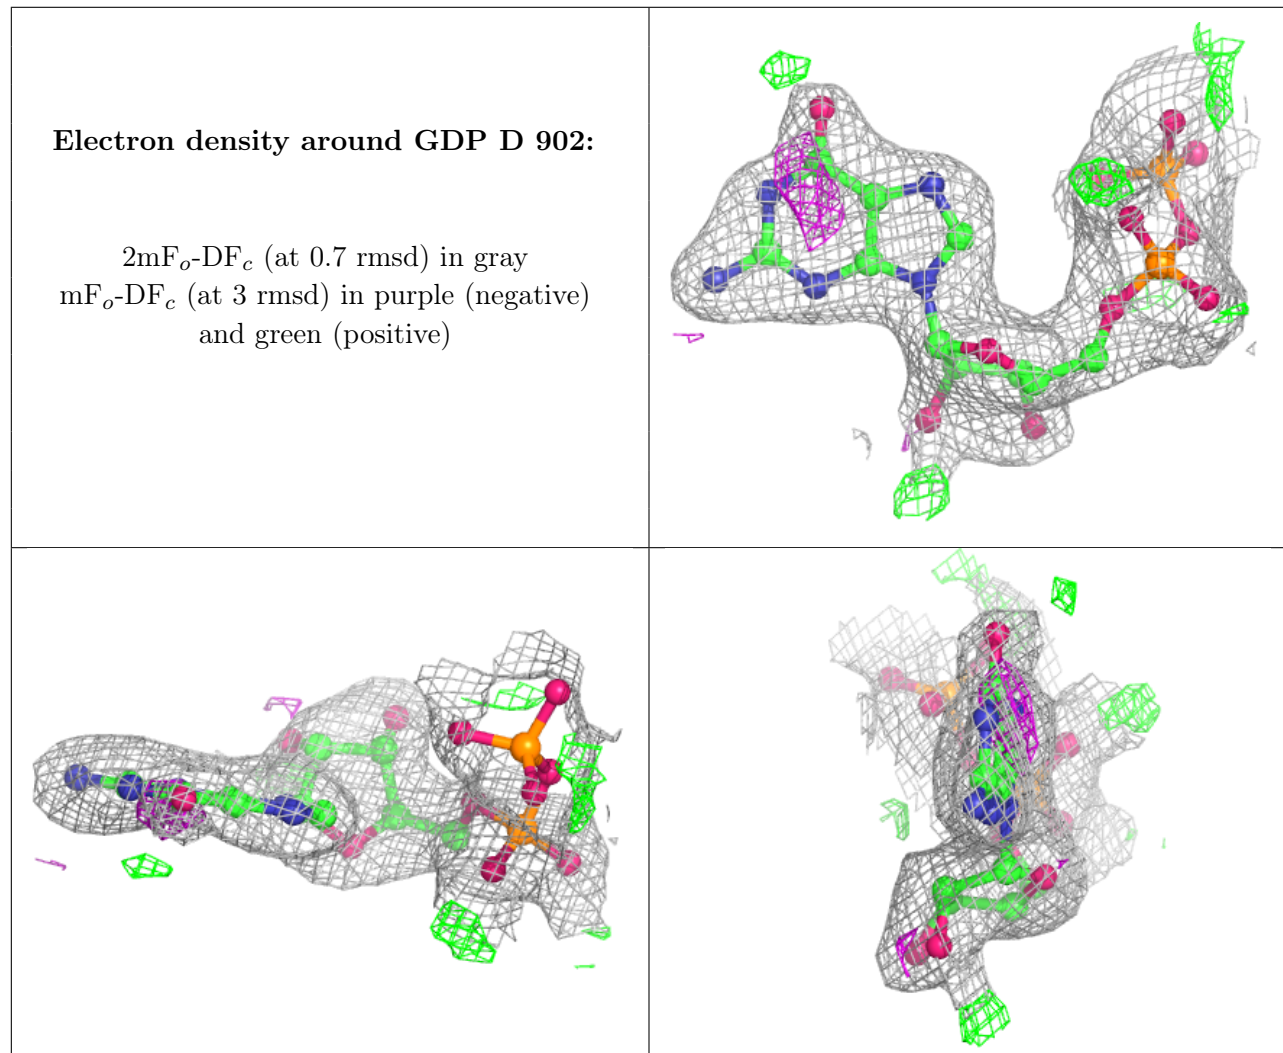 Electron density around GDP D 902:
2mFo-DFc (at 0.7 rmsd) in gray
mFo-DFc (at 3 rmsd) in purple (negative)
and green (positive)